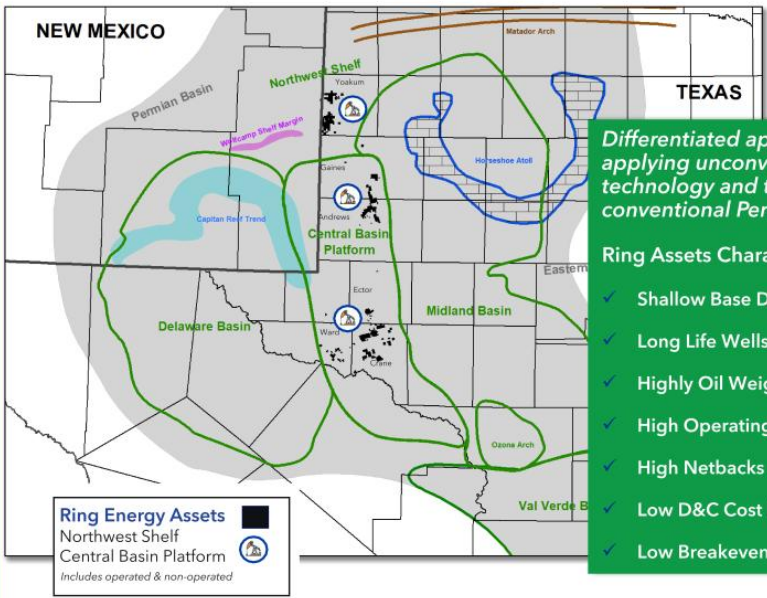 NEW MEXICO
Matador Arch
Northwest Shelf
Yoakum
TEXAS
Permian Basin
Wolfcamp Shelf Margin
Gaines
Horseshoe Atoll
Capitan Reef Trend
Andrews
Central Basin
Platform
Eastern
Ector
Delaware Basin
Ward
Midland Basin
Crane
Ozona Arch
Val Verde B
Differentiated ap
applying unconv
technology and t
conventional Per
Ring Assets Chara
✓ Shallow Base D
✓ Long Life Wells
✓ Highly Oil Weig
✓ High Operating
✓ High Netbacks
✓ Low D&C Cost
✓ Low Breakeven
Ring Energy Assets
Northwest Shelf
Central Basin Platform
Includes operated & non-operated